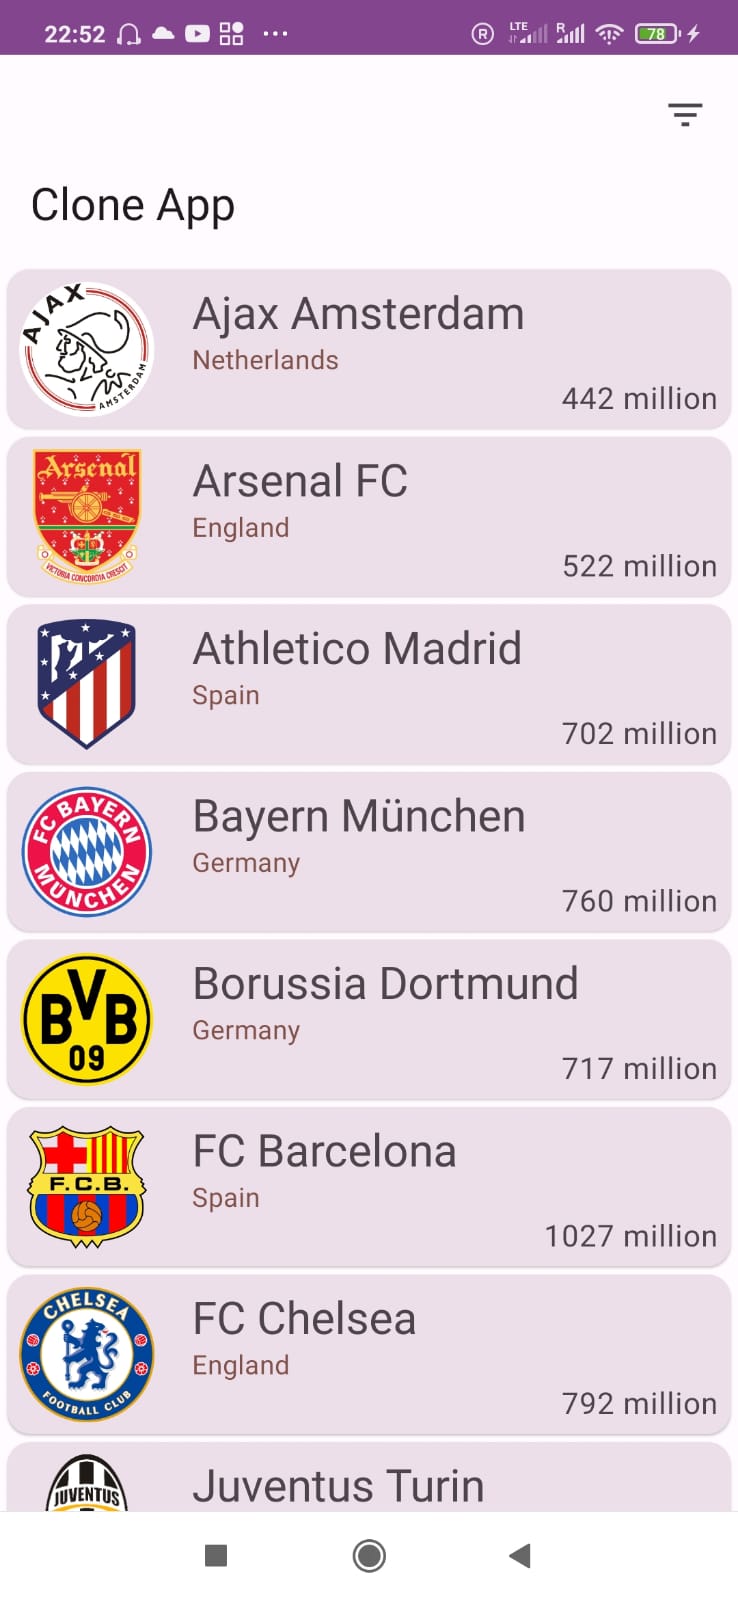 22:52
LTE
R
R
78
Clone App
AJAX
AMSTERDAM
Ajax Amsterdam
Netherlands
442 million
Arsenal
VICTORIA CONCORDIA CRESCIT
Arsenal FC
England
522 million
Athletico Madrid
Spain
702 million
FC BAYERN
MÜNCHEN
Bayern München
Germany
760 million
BVB
09
Borussia Dortmund
Germany
717 million
F.C.B.
FC Barcelona
Spain
1027 million
CHELSEA
FOOTBALL CLUB
FC Chelsea
England
792 million
JUVENTUS
Juventus Turin